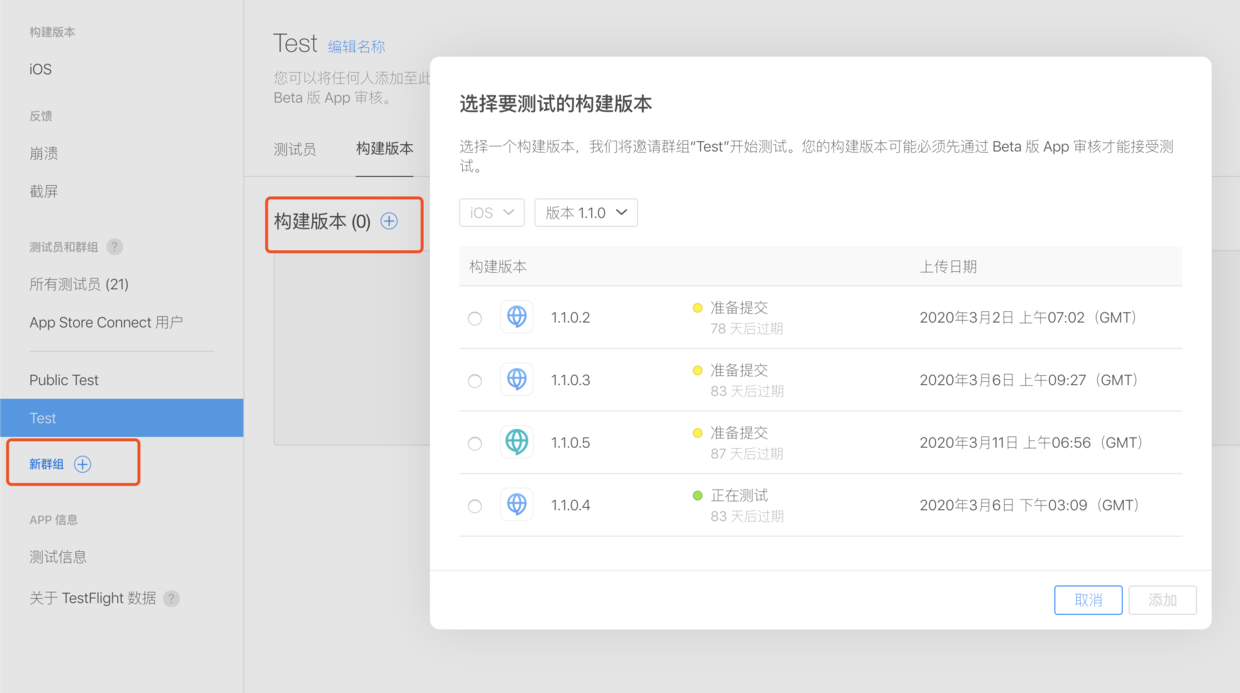 构建版本
iOS
反馈
崩溃
截屏
测试员和群组 ?
所有测试员 (21)
App Store Connect 用户
Public Test
Test
新群组
APP 信息
测试信息
关于 TestFlight 数据 ?
Test 编辑名称
您可以将任何人添加至此
Beta 版 App 审核。
测试员 构建版本
构建版本 (0)
选择要测试的构建版本
选择一个构建版本，我们将邀请群组“Test”开始测试。您的构建版本可能必须先通过 Beta 版 App 审核才能接受测
试。
iOS 版本 1.1.0
构建版本 上传日期
1.1.0.2 准备提交 2020年3月2日 上午07:02（GMT）
78 天后过期
1.1.0.3 准备提交 2020年3月6日 上午09:27（GMT）
83 天后过期
1.1.0.5 准备提交 2020年3月11日 上午06:56（GMT）
87 天后过期
1.1.0.4 正在测试 2020年3月6日 下午03:09（GMT）
83 天后过期
取消 添加